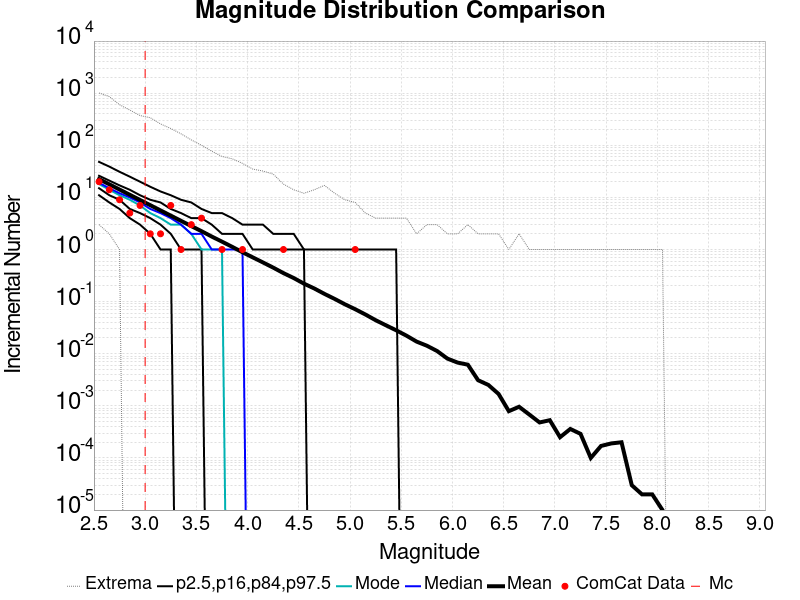 Magnitude Distribution Comparison
10^4
10^3
10^2
10^1
10^0
10^-1
10^-2
10^-3
10^-4
10^-5
Incremental Number
2.5 3.0 3.5 4.0 4.5 5.0 5.5 6.0 6.5 7.0 7.5 8.0 8.5 9.0
Magnitude
Extrema p2.5,p16,p84,p97.5 Mode Median Mean ComCat Data Mc